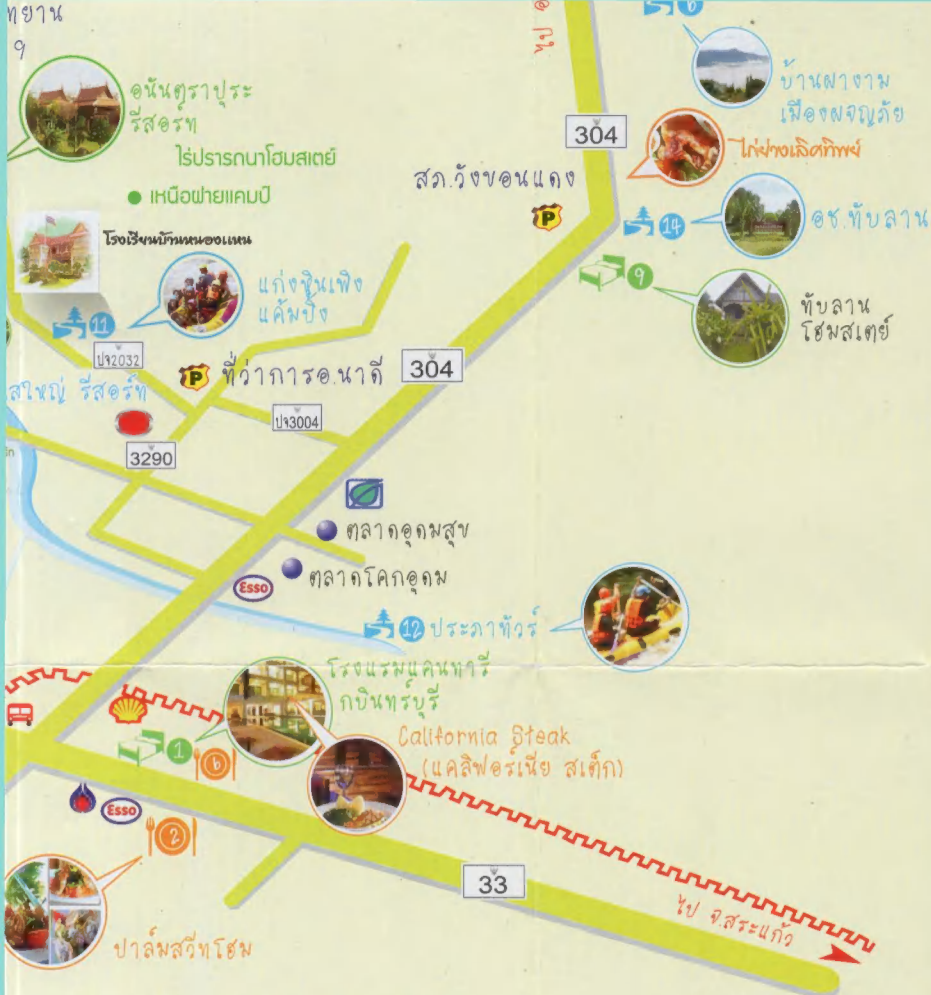 ทยาน
9
อนันตราปุระ
รีสอร์ท
ไร่ปรารถนาโฮมสเตย์
เหนือฝายแคมป์
โรงเรียนบ้านหนองแหน
แก่งหินเพิง
แค้มปิ้ง
11
ปจ2032
P
ที่ว่าการอ.นาดี
304
สใหญ่ รีสอร์ท
ปจ3004
3290
304
สภ.วังขอนแดง
P
6
บ้านผางาม
เมืองผจญภัย
ไก่ย่างเลิศทิพย์
14
อช.ทับลาน
9
ทับลาน
โฮมสเตย์
ตลาดอุดมสุข
ตลาดโคกอุดม
Esso
12 ประภาทัวร์
โรงแรมแคนทารี
กบินทร์บุรี
1
6
California Steak
(แคลิฟอร์เนีย สเต็ก)
Esso
2
33
ไป จ.สระแก้ว
ปาล์มสวีทโฮม